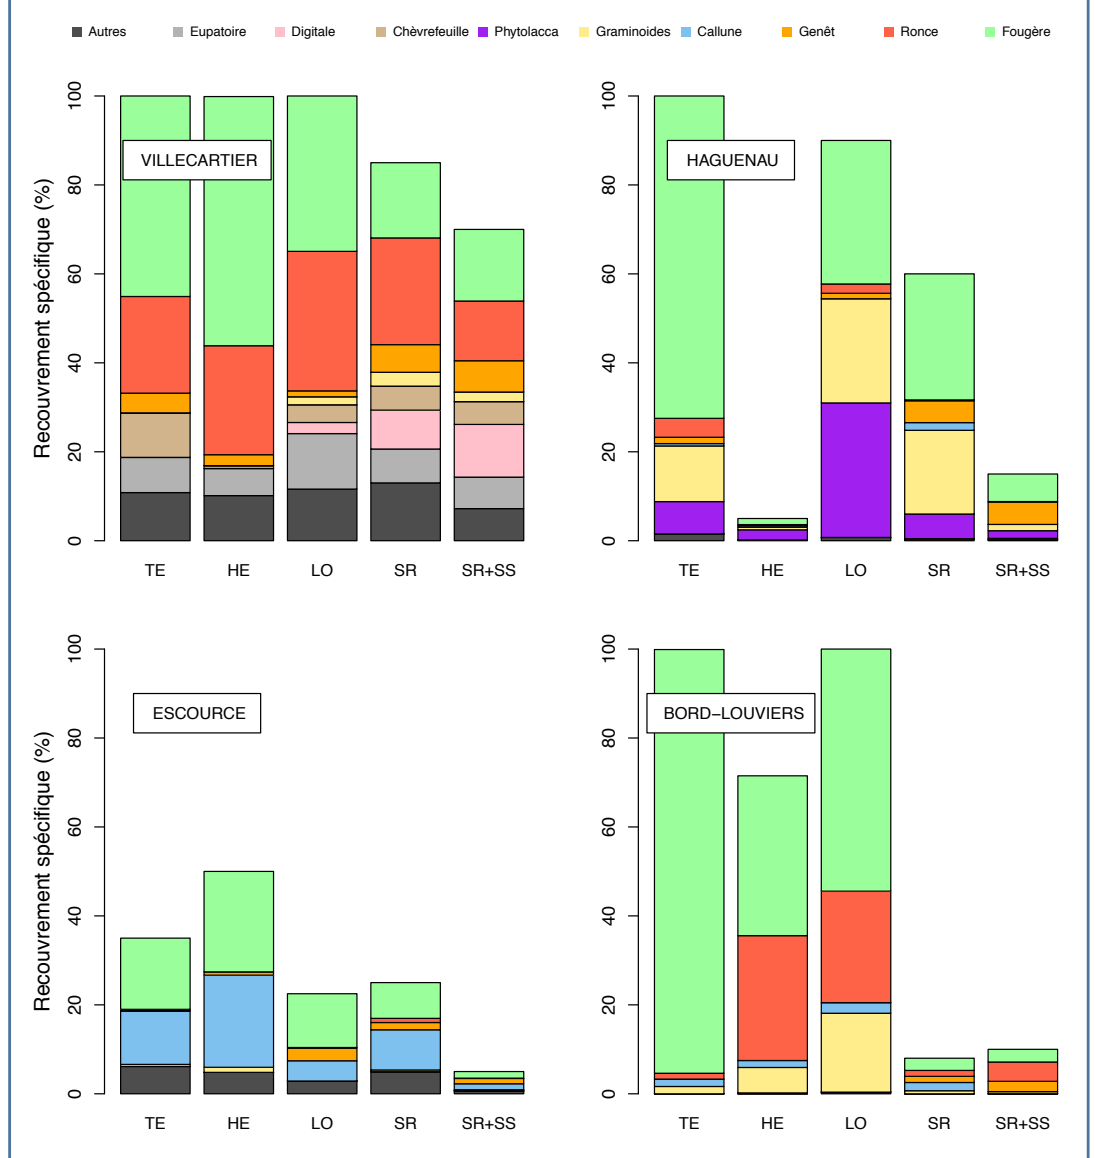 Autres Eupatoire Digitale Chèvrefeuille Phytolacca Graminoides Callune Genêt Ronce Fougère
Recouvrement spécifique (%)
0 20 40 60 80 100
VILLECARTIER
TE HE LO SR SR+SS
0 20 40 60 80 100
HAGUENAU
TE HE LO SR SR+SS
Recouvrement spécifique (%)
0 20 40 60 80 100
ESCOURCE
TE HE LO SR SR+SS
0 20 40 60 80 100
BORD–LOUVIERS
TE HE LO SR SR+SS